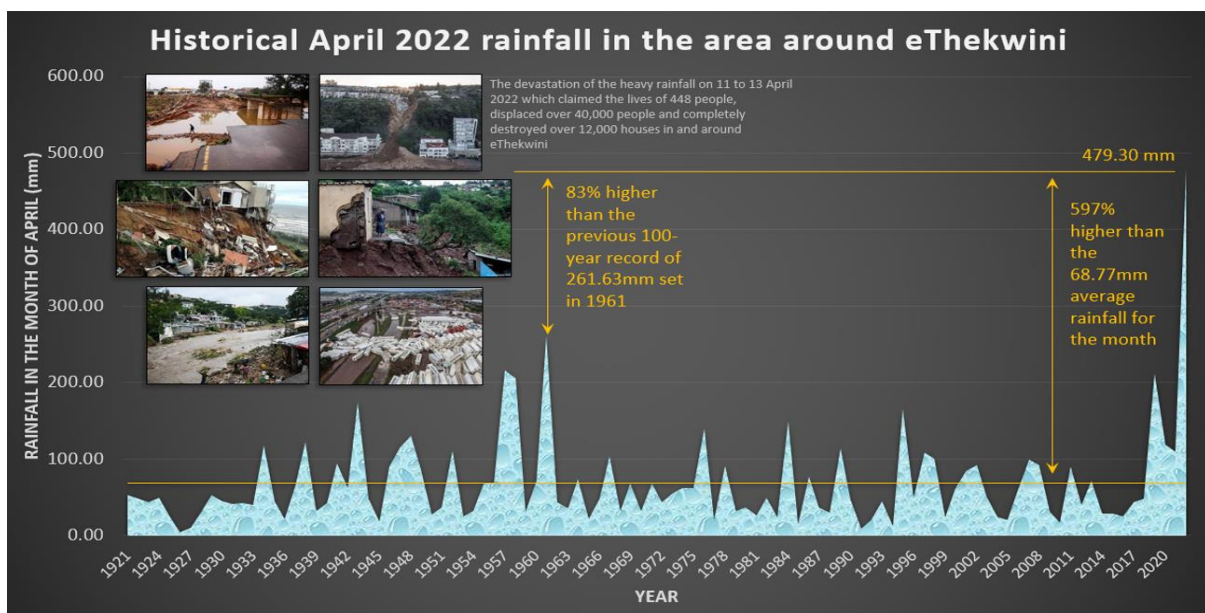 Historical April 2022 rainfall in the area around eThekwini
The devastation of the heavy rainfall on 11 to 13 April
2022 which claimed the lives of 448 people,
displaced over 40,000 people and completely
destroyed over 12,000 houses in and around
eThekwini
479.30 mm
83% higher
than the
previous 100-
year record of
261.63mm set
in 1961
597%
higher than
the
68.77mm
average
rainfall for
the month
RAINFALL IN THE MONTH OF APRIL (mm)
600.00
500.00
400.00
300.00
200.00
100.00
0.00
1921
1924
1927
1930
1933
1936
1939
1942
1945
1948
1951
1954
1957
1960
1963
1966
1969
1972
1975
1978
1981
1984
1987
1990
1993
1996
1999
2002
2005
2008
2011
2014
2017
2020
YEAR